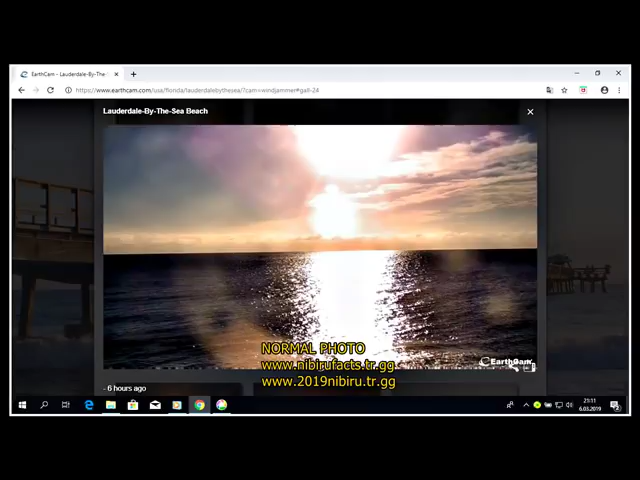 EarthCam - Lauderdale-By-The-S
https://www.earthcam.com/usa/florida/lauderdalebythesea/?cam=windjammer#gall-24
Lauderdale-By-The-Sea Beach
NORMAL PHOTO
EarthCam
www.nibirufacts.tr.gg
www.2019nibiru.tr.gg
- 6 hours ago
21:11
6.03.2019